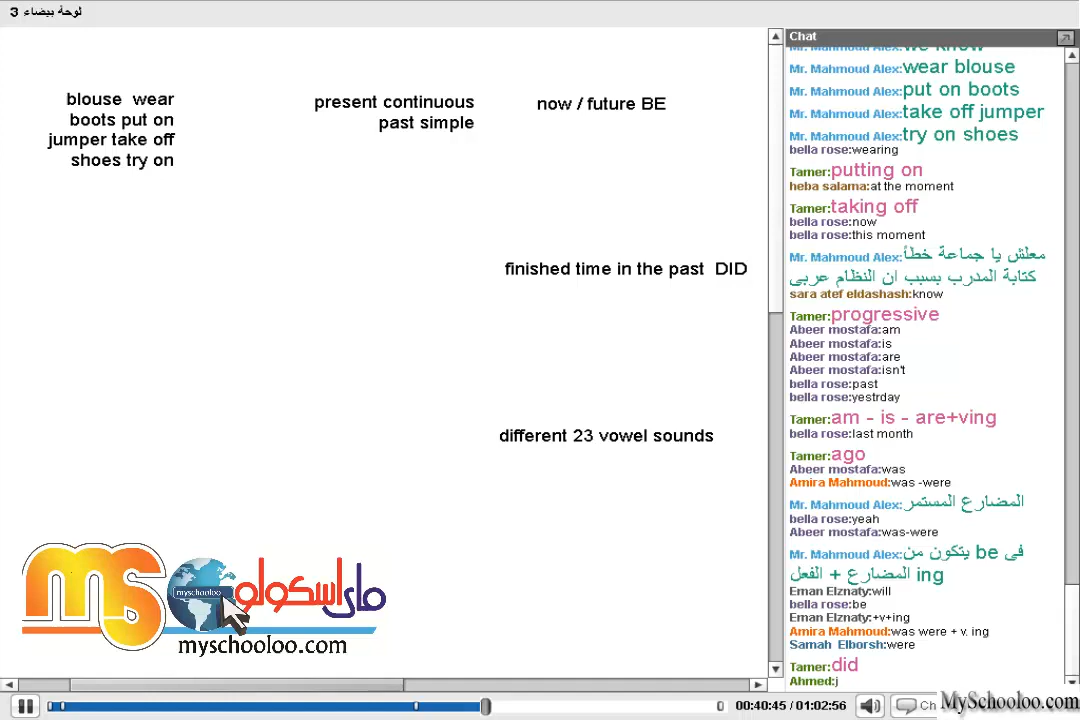 لوحة بيضاء 3
blouse wear
boots put on
jumper take off
shoes try on
present continuous
past simple
now / future BE
finished time in the past DID
different 23 vowel sounds
ms
myschooloo
ماى اسكولو
myschooloo.com
Chat
Mr. Mahmoud Alex:we know
Mr. Mahmoud Alex:wear blouse
Mr. Mahmoud Alex:put on boots
Mr. Mahmoud Alex:take off jumper
Mr. Mahmoud Alex:try on shoes
bella rose:wearing
Tamer:putting on
heba salama:at the moment
Tamer:taking off
bella rose:now
bella rose:this moment
Mr. Mahmoud Alex:معلش يا جماعة خطأ
كتابة المدرب بسبب ان النظام عربى
sara atef eldashash:know
Tamer:progressive
Abeer mostafa:am
Abeer mostafa:is
Abeer mostafa:are
Abeer mostafa:isn't
bella rose:past
bella rose:yestrday
Tamer:am - is - are+ving
bella rose:last month
Tamer:ago
Abeer mostafa:was
Amira Mahmoud:was -were
Mr. Mahmoud Alex:المضارع المستمر
bella rose:yeah
Abeer mostafa:was-were
Mr. Mahmoud Alex:يتكون من be فى
المضارع + الفعل ing
Eman Elznaty:will
bella rose:be
Eman Elznaty:+v+ing
Amira Mahmoud:was were + v. ing
Samah Elborsh:were
Tamer:did
Ahmed:j
00:40:45 / 01:02:56
Ch
MySchooloo.com